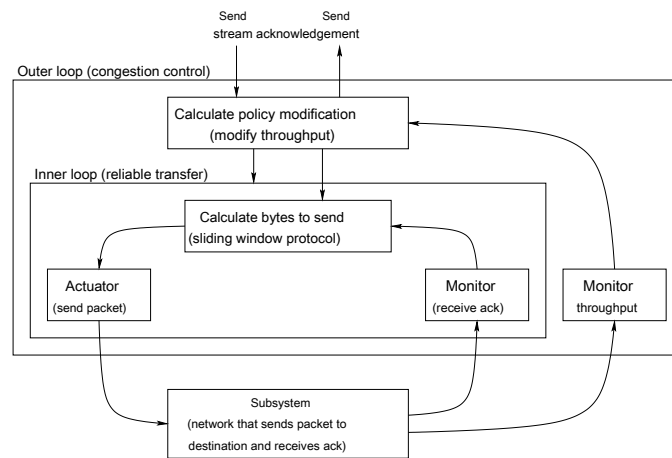 Send Send
stream acknowledgement
Outer loop (congestion control)
Calculate policy modification
(modify throughput)
Inner loop (reliable transfer)
Calculate bytes to send
(sliding window protocol)
Actuator
(send packet)
Monitor
(receive ack)
Monitor
throughput
Subsystem
(network that sends packet to
destination and receives ack)